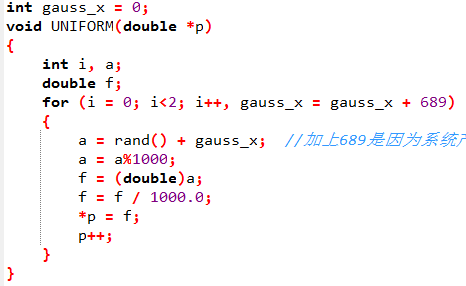 int gauss_x = 0;
void UNIFORM(double *p)
{
    int i, a;
    double f;
    for (i = 0; i<2; i++, gauss_x = gauss_x + 689)
    {
        a = rand() + gauss_x;  //加上689是因为系统
        a = a%1000;
        f = (double)a;
        f = f / 1000.0;
        *p = f;
        p++;
    }
}